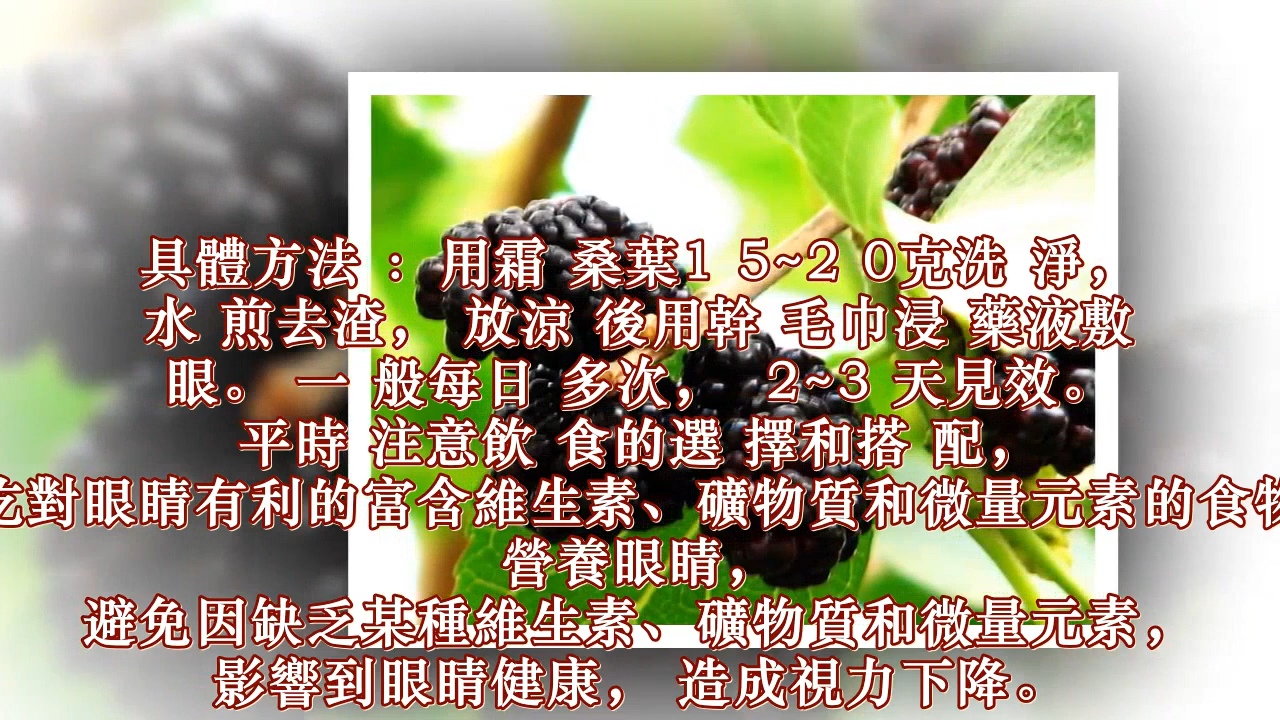 具體方法 ： 用霜 桑葉1 5~2 0克洗 淨，
水 煎去渣， 放涼 後用幹 毛巾浸 藥液敷
眼。 一 般每日 多次， 2~3 天見效。
平時 注意飲 食的選 擇和搭 配，
吃對眼睛有利的富含維生素、礦物質和微量元素的食物
營養眼睛，
避免因缺乏某種維生素、礦物質和微量元素，
影響到眼睛健康， 造成視力下降。